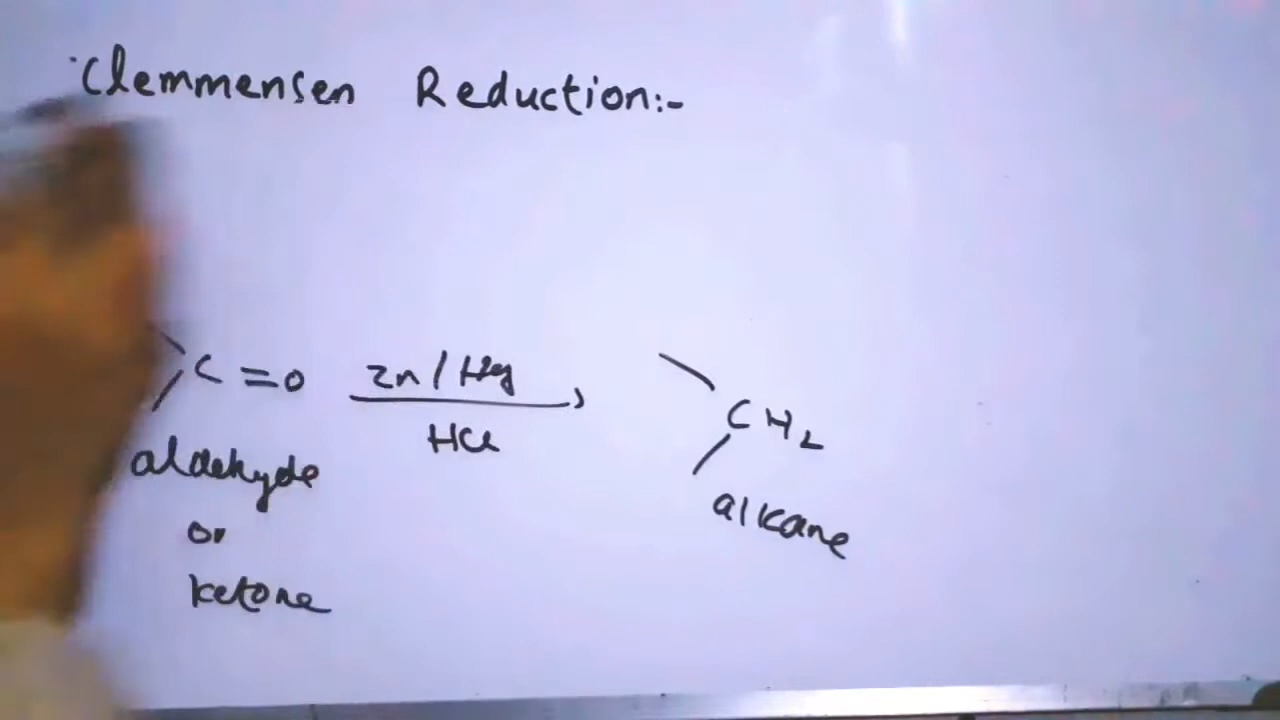 Clemmensen Reduction:-
C=O Zn/Hg
HCl
CH2
aldehyde
or
ketone
alkane